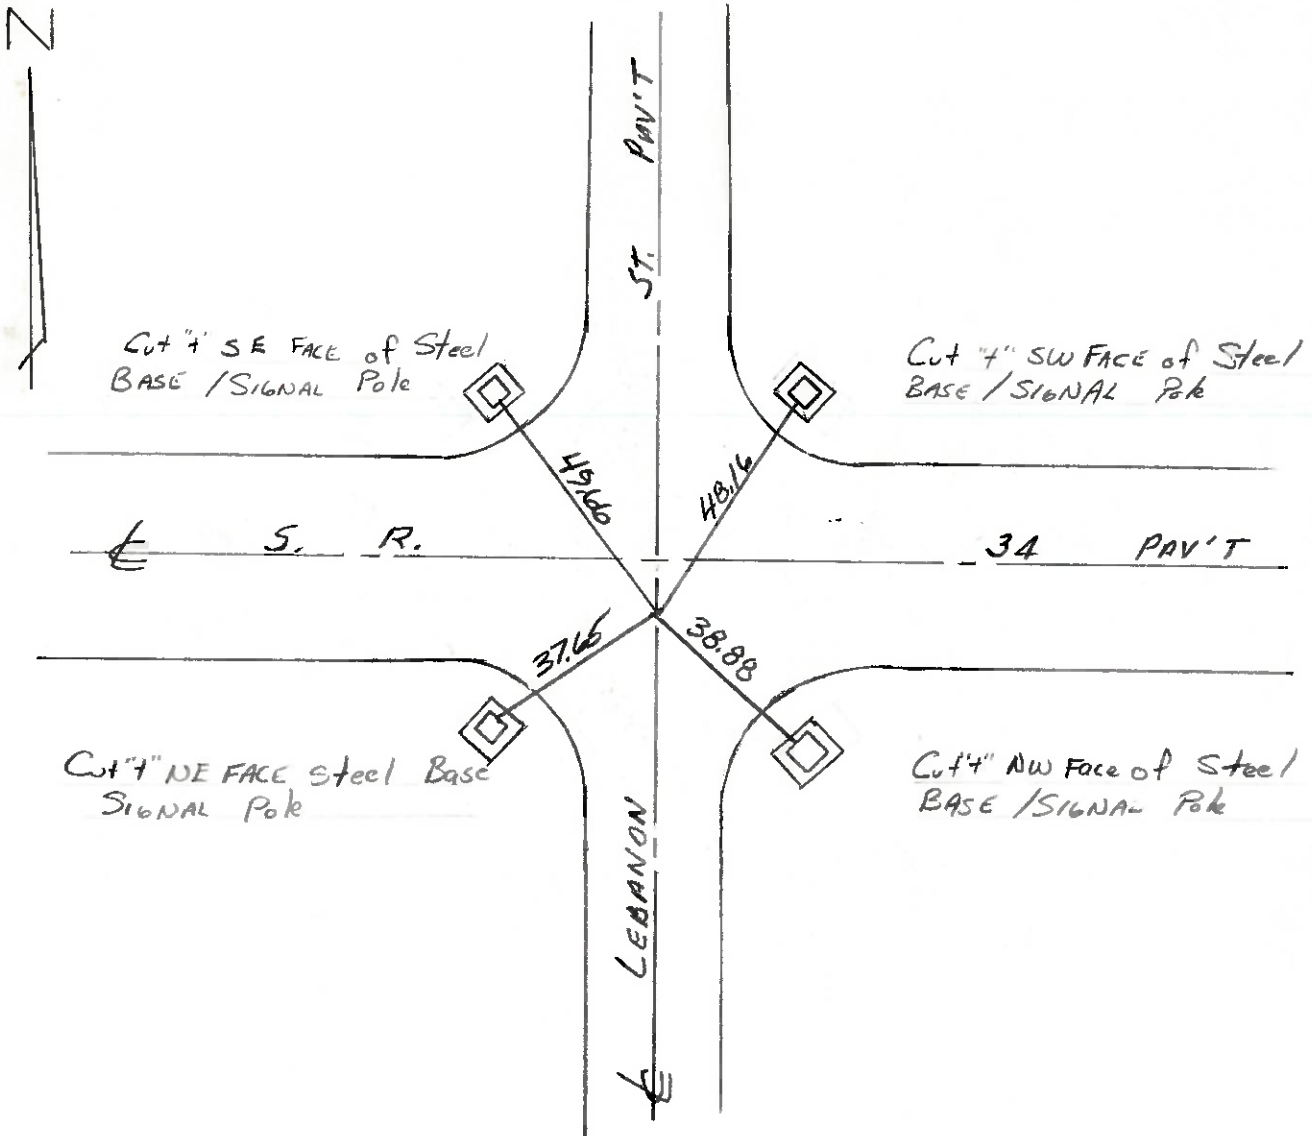 N
ST. PAV'T
Cut "+" SE FACE of Steel
BASE / SIGNAL Pole
Cut "+" SW FACE of Steel
BASE / SIGNAL Pole
49.66
48.16
℄ S. R. 34 PAV'T
37.65
38.88
Cut "+" NE FACE Steel Base
SIGNAL Pole
Cut "+" NW Face of Steel
BASE / SIGNAL Pole
℄ LEBANON